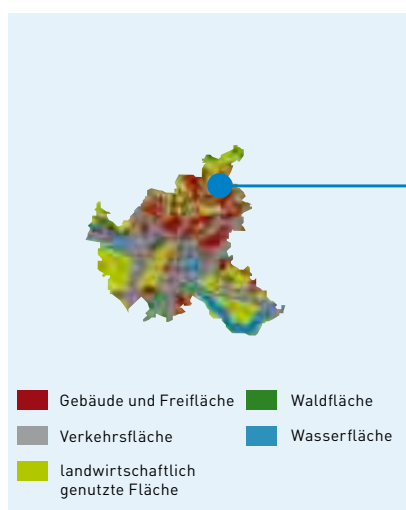 Gebäude und Freifläche
Verkehrsfläche
landwirtschaftlich
genutzte Fläche
Waldfläche
Wasserfläche